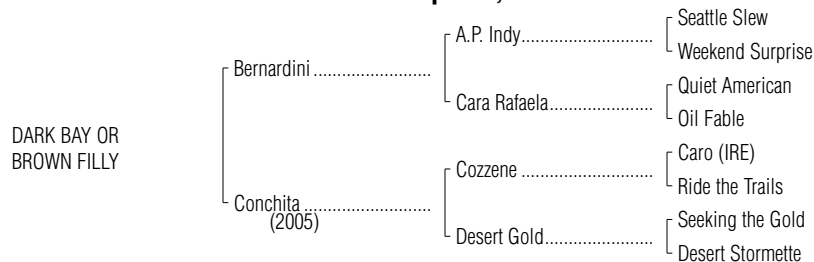 Seattle Slew
A.P. Indy
Weekend Surprise
Bernardini
Quiet American
Cara Rafaela
Oil Fable
DARK BAY OR
BROWN FILLY
Caro (IRE)
Cozzene
Ride the Trails
Conchita
(2005)
Seeking the Gold
Desert Gold
Desert Stormette